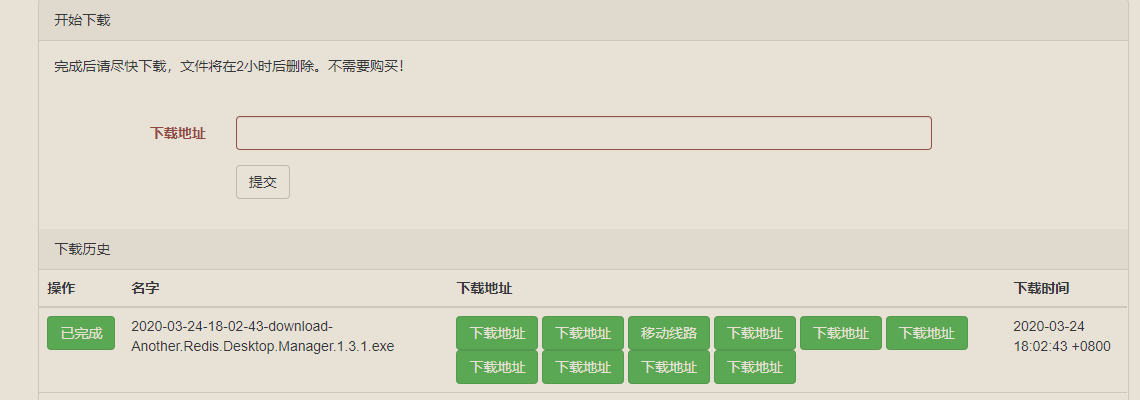 开始下载
完成后请尽快下载，文件将在2小时后删除。不需要购买！
下载地址
提交
下载历史
操作 名字 下载地址 下载时间
已完成 2020-03-24-18-02-43-download- 下载地址 下载地址 移动线路 下载地址 下载地址 下载地址 2020-03-24
Another.Redis.Desktop.Manager.1.3.1.exe 18:02:43 +0800
下载地址 下载地址 下载地址 下载地址